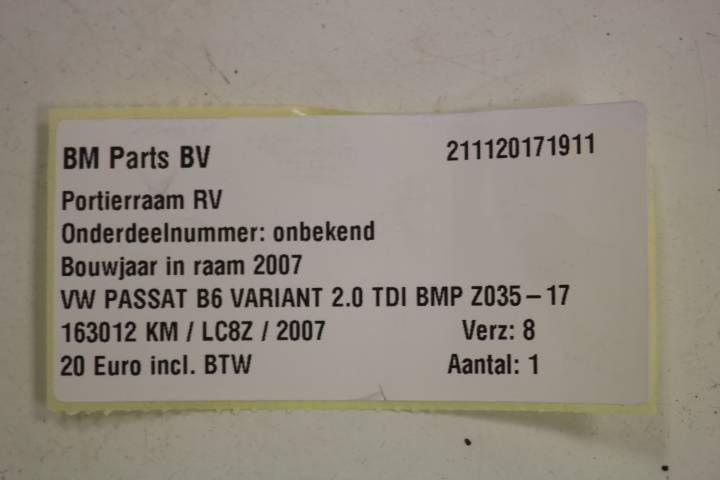 BM Parts BV 211120171911
Portierraam RV
Onderdeelnummer: onbekend
Bouwjaar in raam 2007
VW PASSAT B6 VARIANT 2.0 TDI BMP Z035 – 17
163012 KM / LC8Z / 2007 Verz: 8
20 Euro incl. BTW Aantal: 1